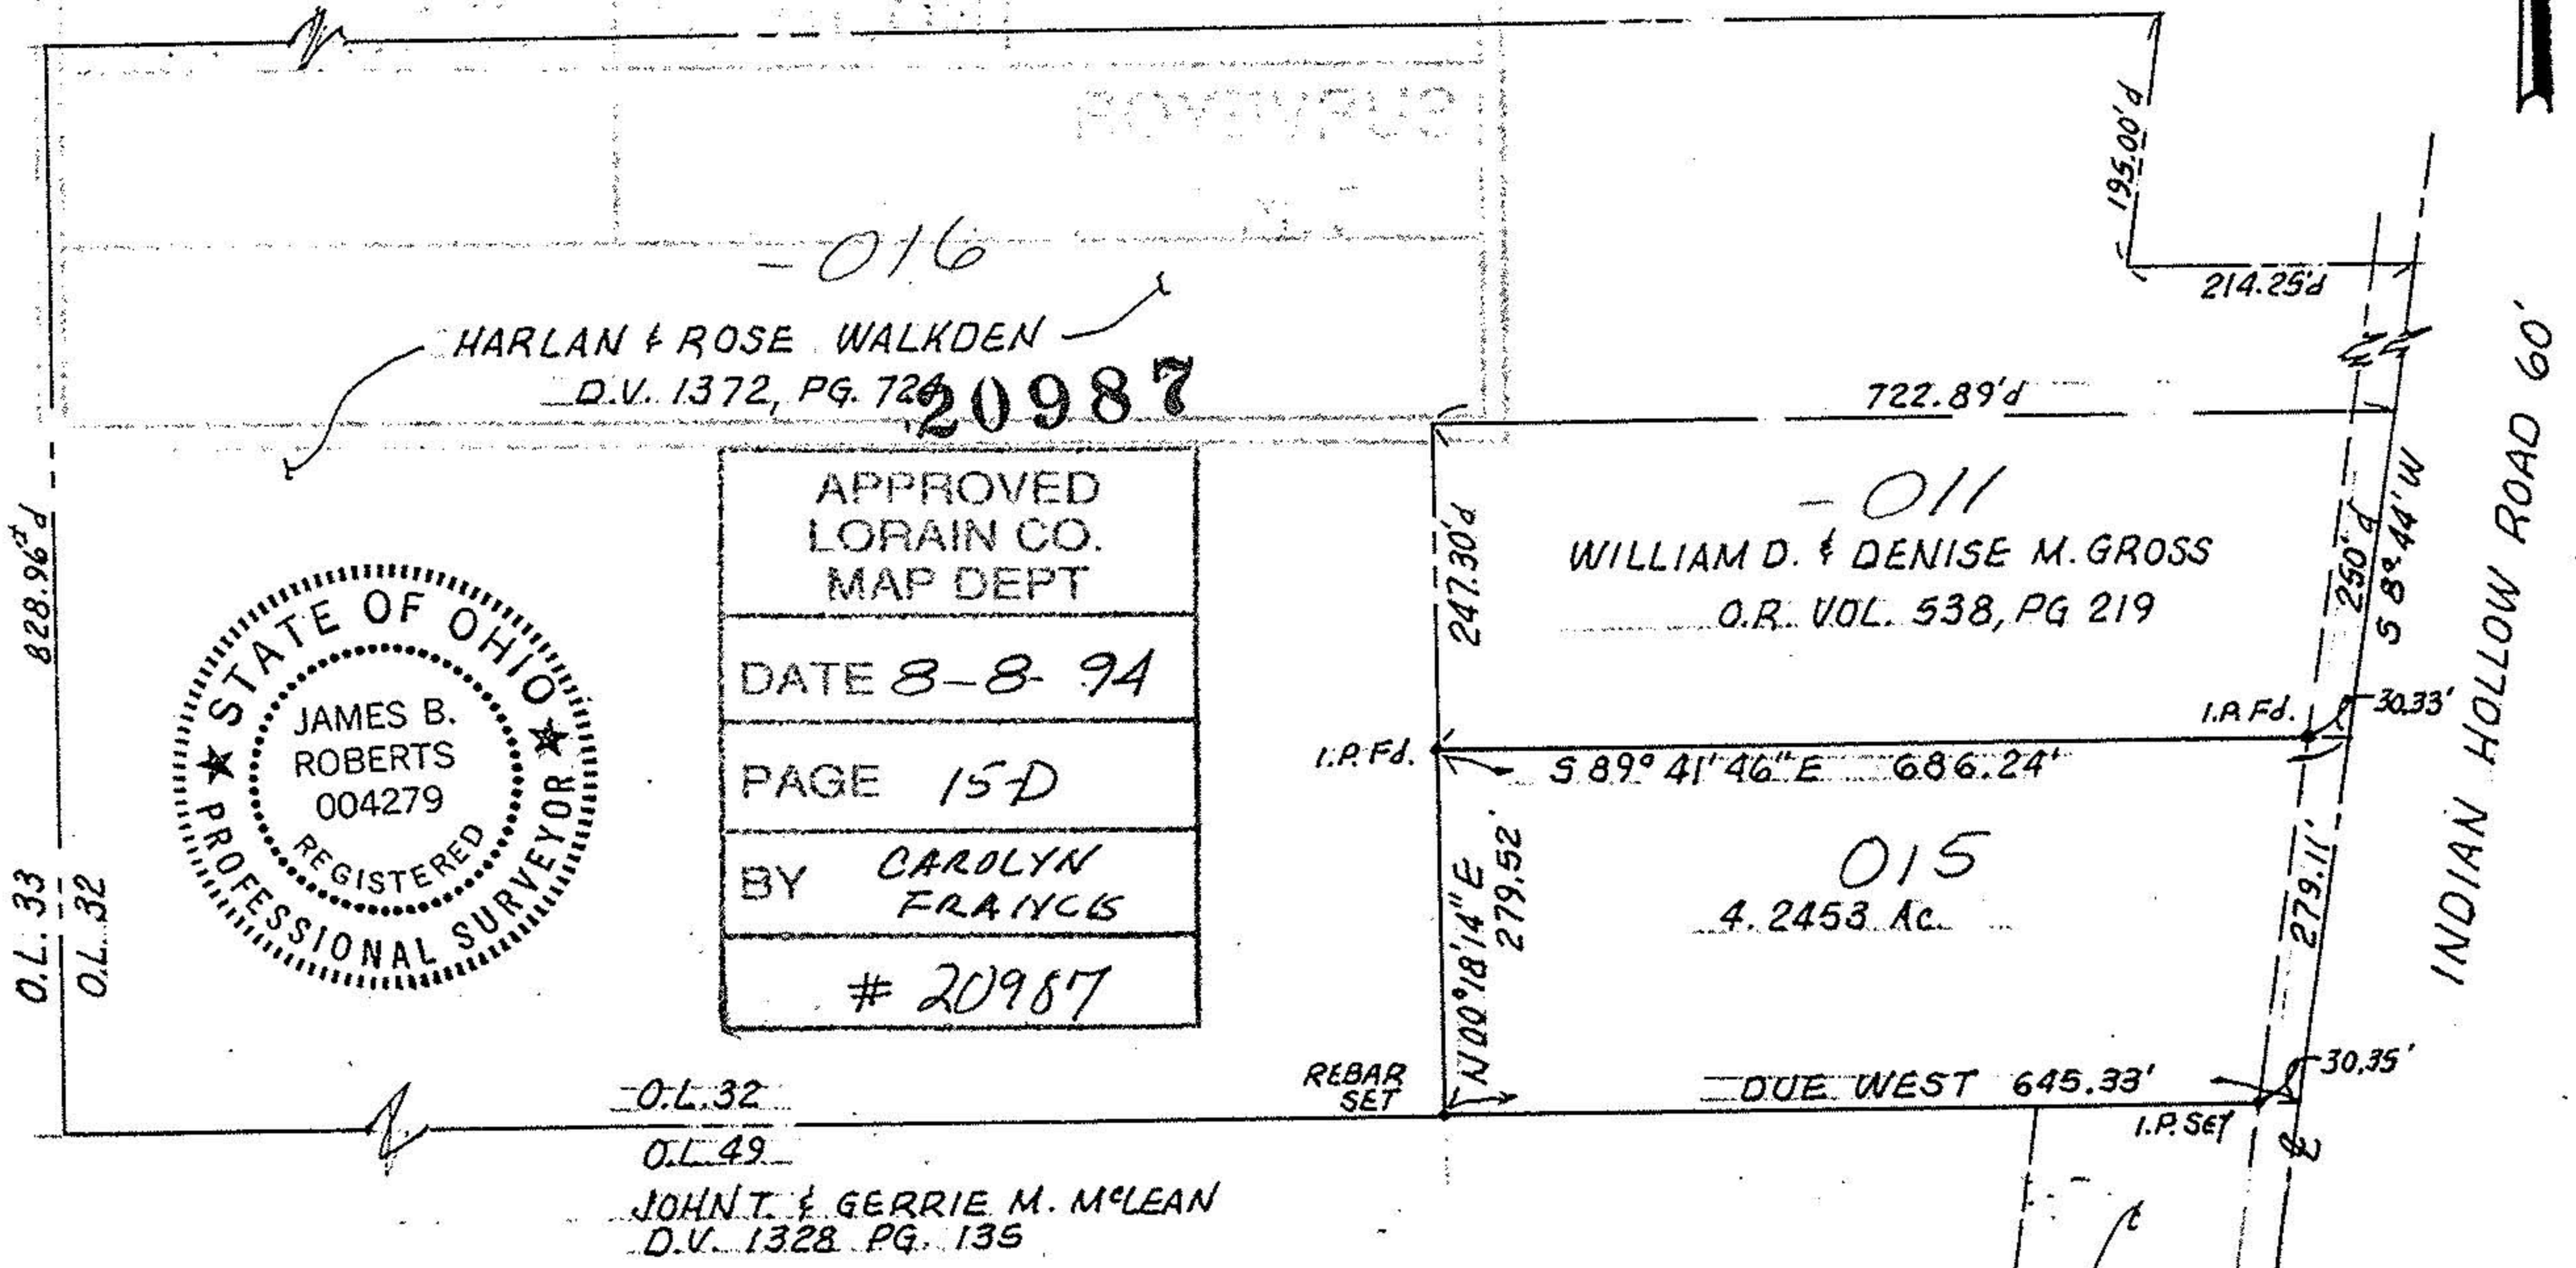 195.00'd
214.25'd
-016
HARLAN & ROSE WALKDEN
D.V. 1372, PG.
20987
722.89'd
APPROVED
LORAIN CO.
MAP DEPT
DATE 8-8-94
PAGE 15-D
BY CAROLYN
FRANCIS
# 20987
828.96'±d
O.L. 33
O.L. 32
STATE OF OHIO
JAMES B.
ROBERTS
004279
REGISTERED
PROFESSIONAL SURVEYOR
247.30'd
-011
WILLIAM D. & DENISE M. GROSS
O.R. VOL. 538, PG 219
250'd
S 8° 44' W
INDIAN HOLLOW ROAD 60'
I.P. Fd.
I.P. Fd.
30.33'
S 89° 41' 46" E 686.24'
N 00° 18' 14" E
279.52'
015
4.2453 Ac.
279.11'
REBAR
SET
DUE WEST 645.33'
30.35'
I.P. SET
O.L. 32
O.L. 49
JOHN T. & GERRIE M. McLEAN
D.V. 1328 PG. 135